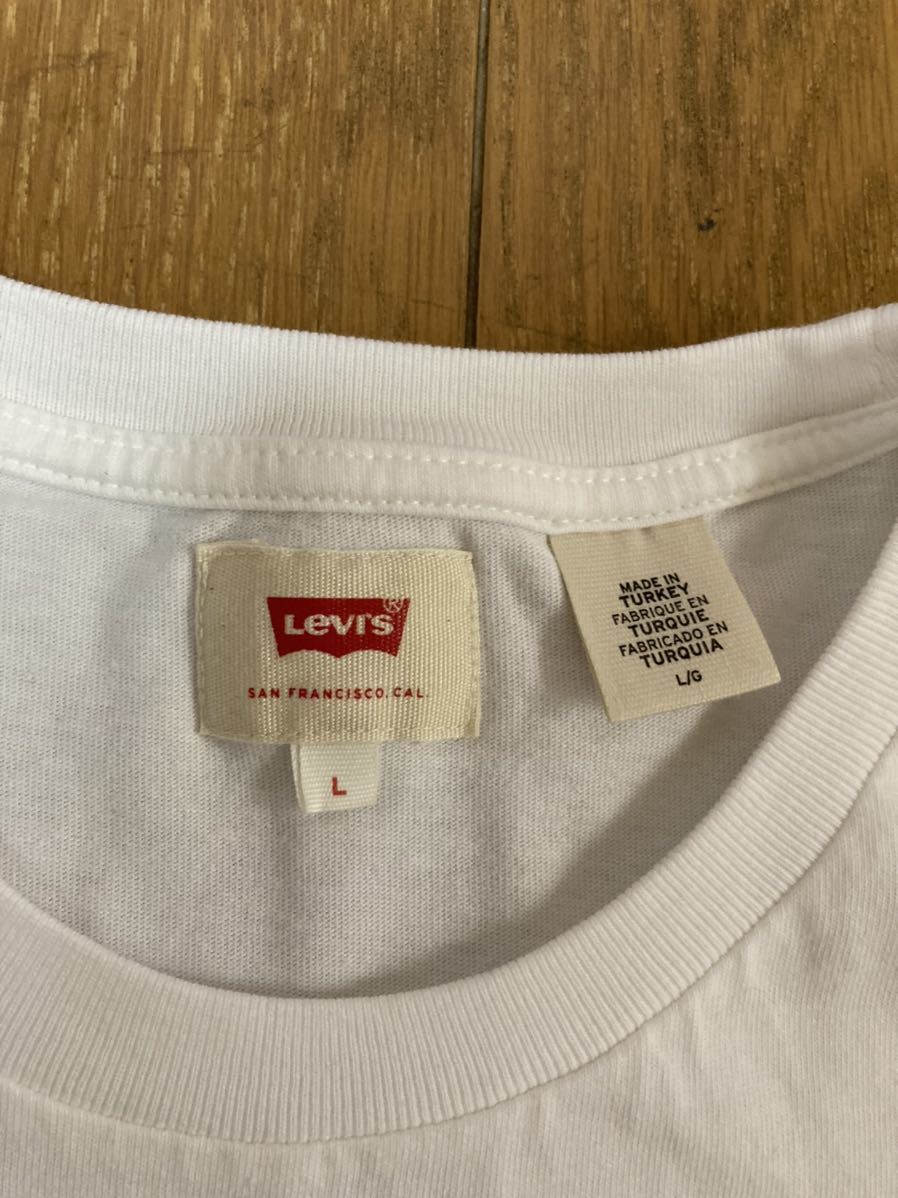 Levi's®
SAN FRANCISCO, CAL.
L
MADE IN
TURKEY
FABRIQUE EN
TURQUIE
FABRICADO EN
TURQUIA
L/G